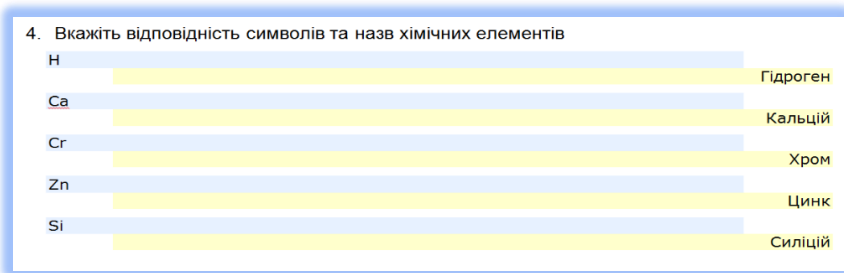 4. Вкажіть відповідність символів та назв хімічних елементів
H
Гідроген
Ca
Кальцій
Cr
Хром
Zn
Цинк
Si
Силіцій